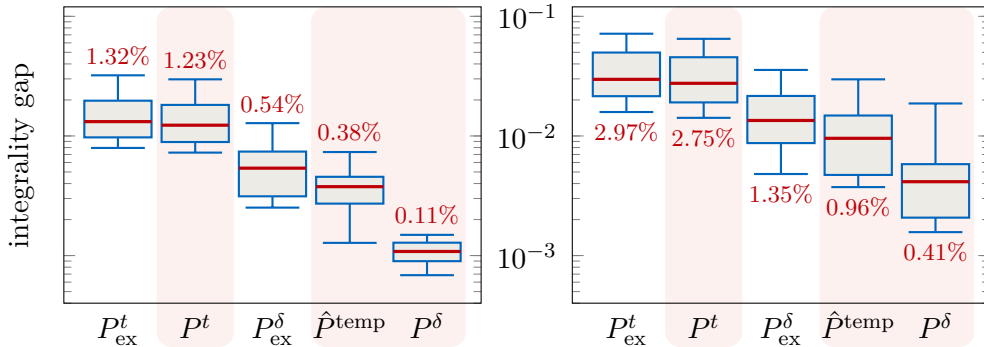 integrality gap
1.32%
1.23%
0.54%
0.38%
0.11%
P^t_ex
P^t
P^δ_ex
P̂^temp
P^δ
10^−1
10^−2
10^−3
2.97%
2.75%
1.35%
0.96%
0.41%
P^t_ex
P^t
P^δ_ex
P̂^temp
P^δ